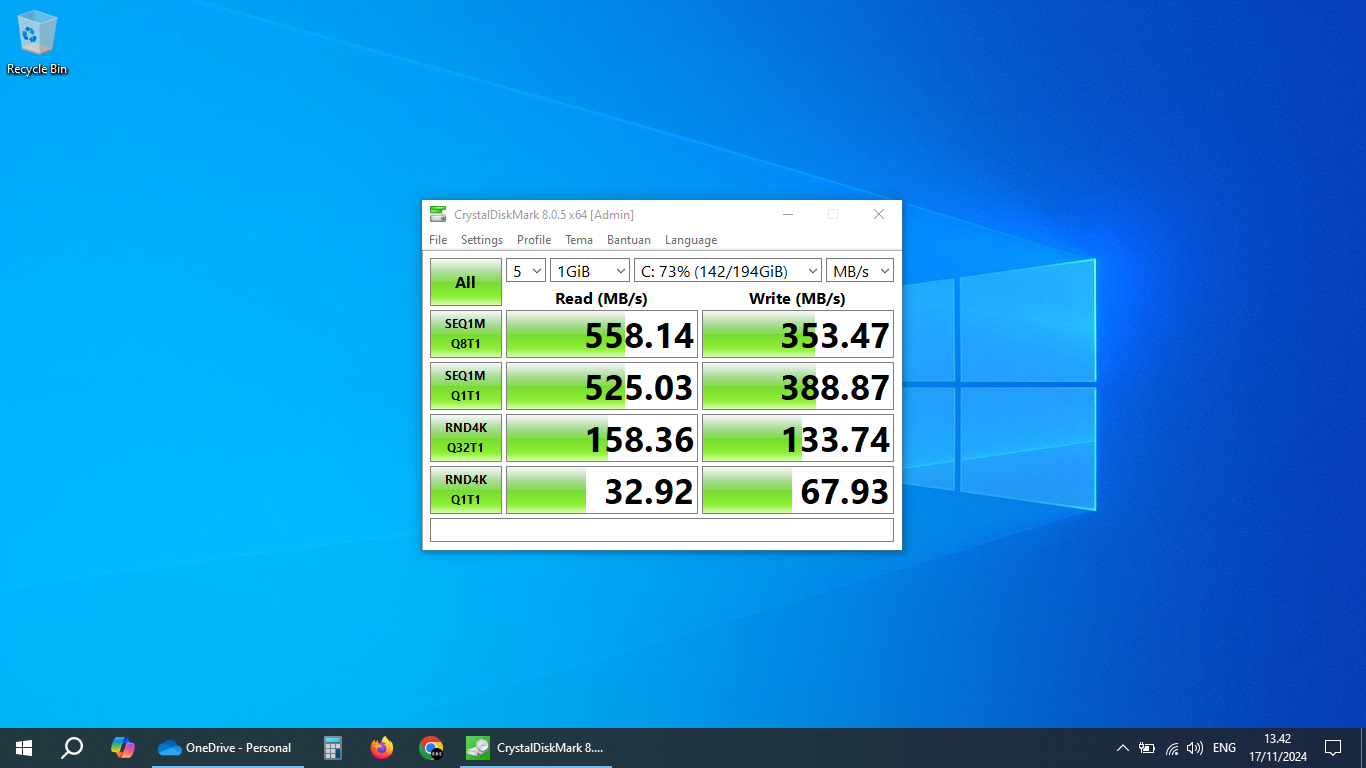 Recycle Bin
CrystalDiskMark 8.0.5 x64 [Admin]
File Settings Profile Tema Bantuan Language
All 5 1GiB C: 73% (142/194GiB) MB/s
Read (MB/s) Write (MB/s)
SEQ1M
Q8T1
558.14 353.47
SEQ1M
Q1T1
525.03 388.87
RND4K
Q32T1
158.36 133.74
RND4K
Q1T1
32.92 67.93
OneDrive - Personal
CrystalDiskMark 8....
ENG
13.42
17/11/2024